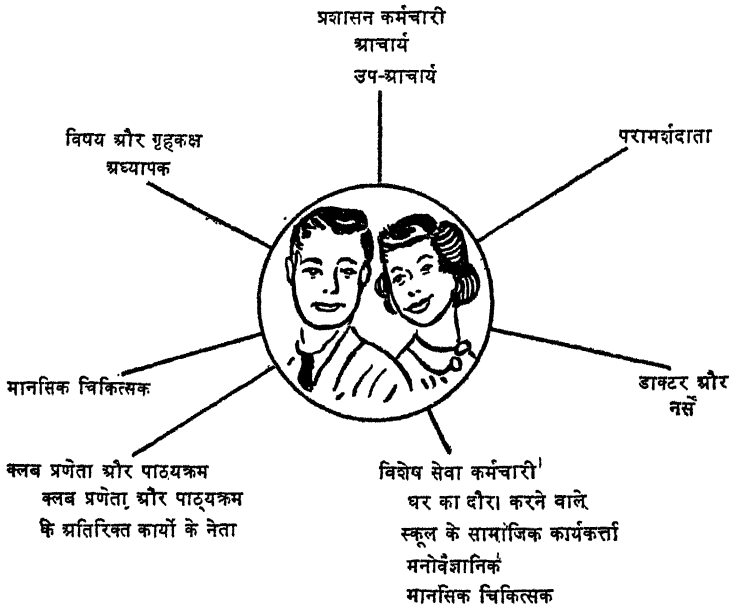 प्रशासन कर्मचारी
आचार्य
उप-आचार्य
विषय और गृहकक्ष
अध्यापक
परामर्शदाता
मानसिक चिकित्सक
डाक्टर और
नर्सें
क्लब प्रणेता और पाठ्यक्रम
क्लब प्रणेता और पाठ्यक्रम
के अतिरिक्त कार्यो के नेता
विशेष सेवा कर्मचारी
घर का दौरा करने वाले
स्कूल के सामाजिक कार्यकर्त्ता
मनोवैज्ञानिक
मानसिक चिकित्सक